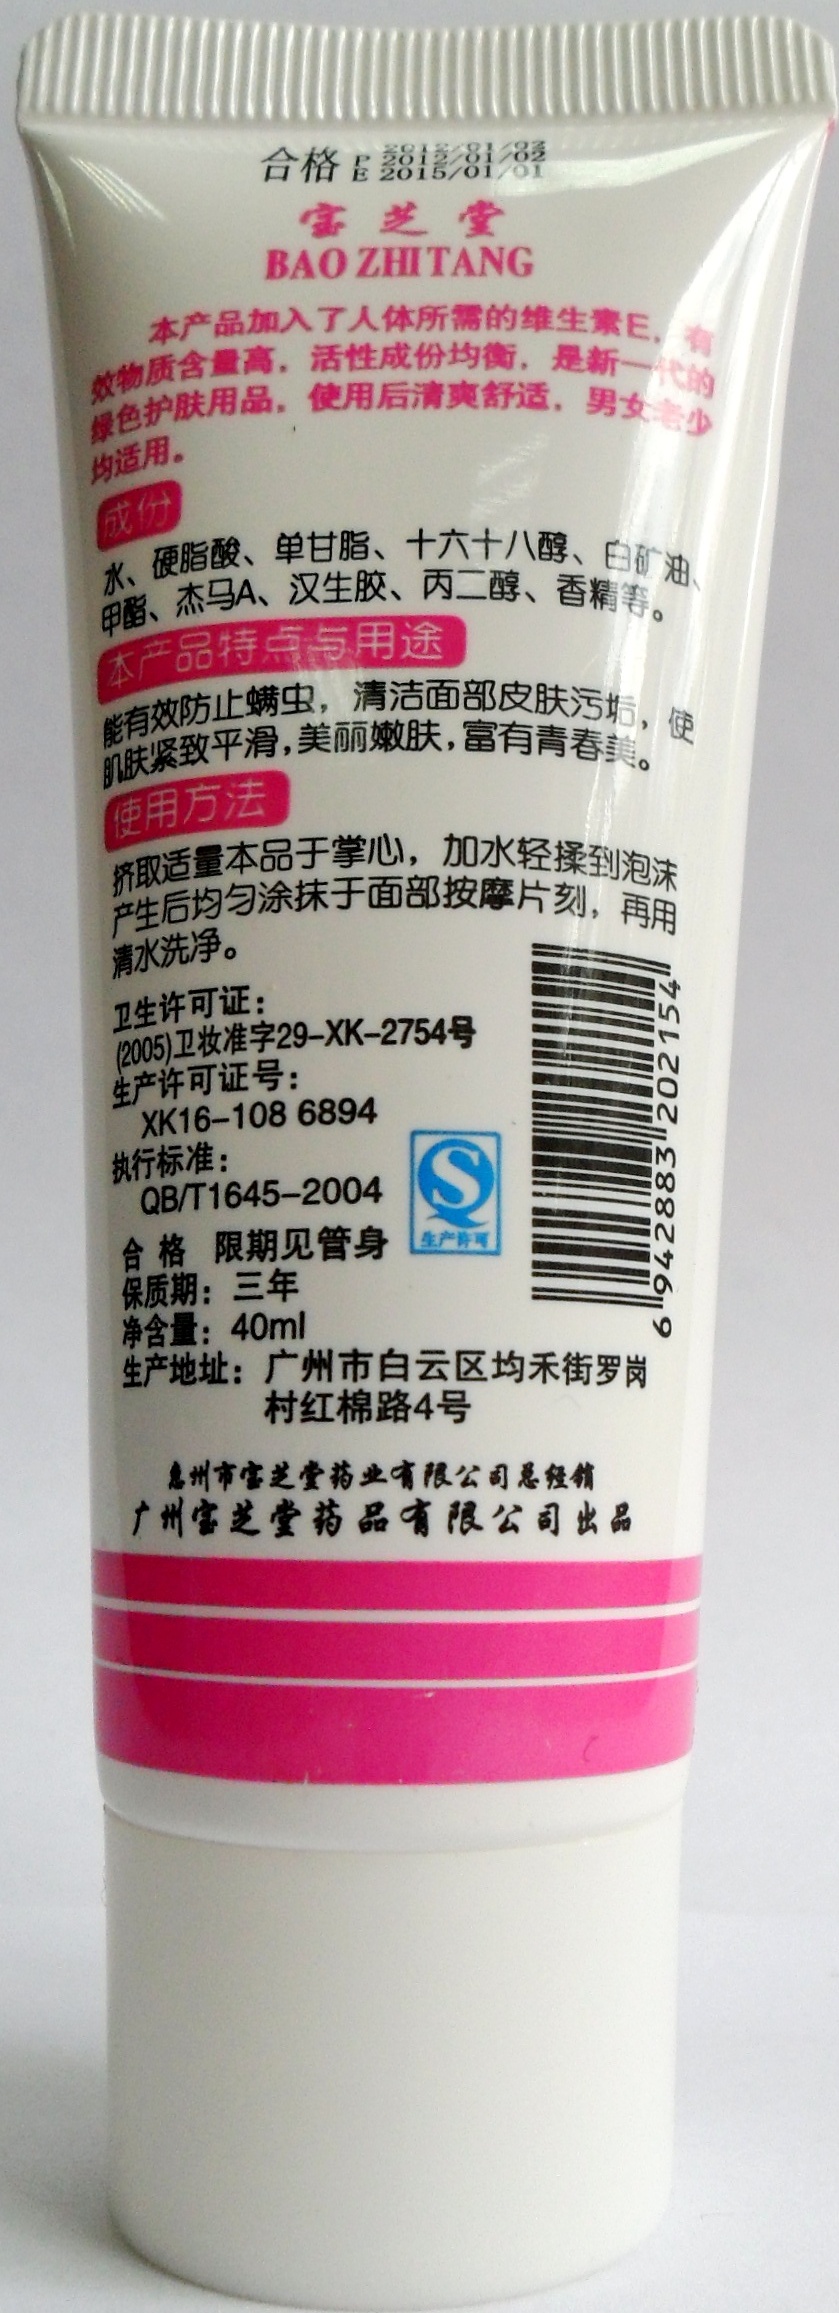 合格 P 2012/01/02
E 2015/01/01
宝芝堂
BAO ZHI TANG
本产品加入了人体所需的维生素E，有
效物质含量高，活性成份均衡，是新一代的
绿色护肤用品，使用后清爽舒适，男女老少
均适用。
成份
水、硬脂酸、单甘脂、十六十八醇、白矿油、
甲酯、杰马A、汉生胶、丙二醇、香精等。
本产品特点与用途
能有效防止螨虫，清洁面部皮肤污垢，使
肌肤紧致平滑，美丽嫩肤，富有青春美。
使用方法
挤取适量本品于掌心，加水轻揉到泡沫
产生后均匀涂抹于面部按摩片刻，再用
清水洗净。
卫生许可证：
(2005)卫妆准字29-XK-2754号
生产许可证号：
XK16-108 6894
执行标准：
QB/T1645-2004
生产许可
合格 限期见管身
保质期：三年
净含量：40ml
生产地址：广州市白云区均禾街罗岗
村红棉路4号
6942883202154
惠州市宝芝堂药业有限公司总经销
广州宝芝堂药品有限公司出品